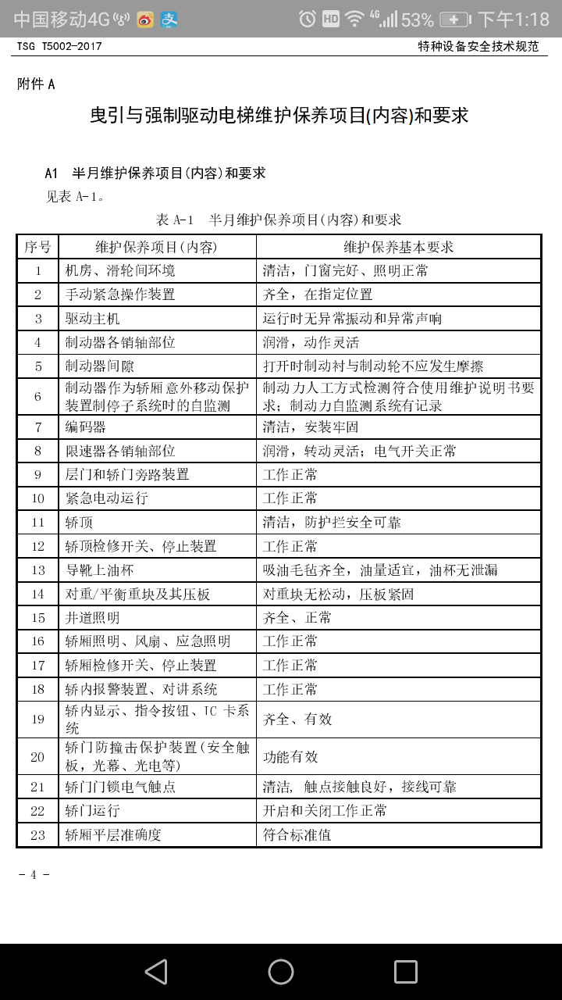 中国移动4G HD 4G 53% 下午1:18
TSG T5002—2017 特种设备安全技术规范
附件 A
曳引与强制驱动电梯维护保养项目(内容)和要求
A1 半月维护保养项目(内容)和要求
见表 A-1。
表 A-1 半月维护保养项目(内容)和要求
序号 维护保养项目(内容) 维护保养基本要求
1 机房、滑轮间环境 清洁，门窗完好、照明正常
2 手动紧急操作装置 齐全，在指定位置
3 驱动主机 运行时无异常振动和异常声响
4 制动器各销轴部位 润滑，动作灵活
5 制动器间隙 打开时制动衬与制动轮不应发生摩擦
6 制动器作为轿厢意外移动保护 制动力人工方式检测符合使用维护说明书要
装置制停子系统时的自监测 求；制动力自监测系统有记录
7 编码器 清洁，安装牢固
8 限速器各销轴部位 润滑，转动灵活；电气开关正常
9 层门和轿门旁路装置 工作正常
10 紧急电动运行 工作正常
11 轿顶 清洁，防护拦安全可靠
12 轿顶检修开关、停止装置 工作正常
13 导靴上油杯 吸油毛毡齐全，油量适宜，油杯无泄漏
14 对重/平衡重块及其压板 对重块无松动，压板紧固
15 井道照明 齐全、正常
16 轿厢照明、风扇、应急照明 工作正常
17 轿厢检修开关、停止装置 工作正常
18 轿内报警装置、对讲系统 工作正常
19 轿内显示、指令按钮、IC 卡系 齐全、有效
统
20 轿门防撞击保护装置(安全触 功能有效
板，光幕、光电等)
21 轿门门锁电气触点 清洁，触点接触良好，接线可靠
22 轿门运行 开启和关闭工作正常
23 轿厢平层准确度 符合标准值
- 4 -